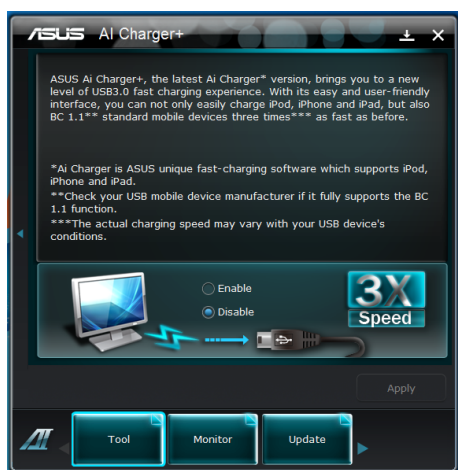 ASUS AI Charger+
ASUS Ai Charger+, the latest Ai Charger* version, brings you to a new
level of USB3.0 fast charging experience. With its easy and user-friendly
interface, you can not only easily charge iPod, iPhone and iPad, but also
BC 1.1** standard mobile devices three times*** as fast as before.
*Ai Charger is ASUS unique fast-charging software which supports iPod,
iPhone and iPad.
**Check your USB mobile device manufacturer if it fully supports the BC
1.1 function.
***The actual charging speed may vary with your USB device's
conditions.
Enable
Disable
3X
Speed
Apply
AI
Tool
Monitor
Update